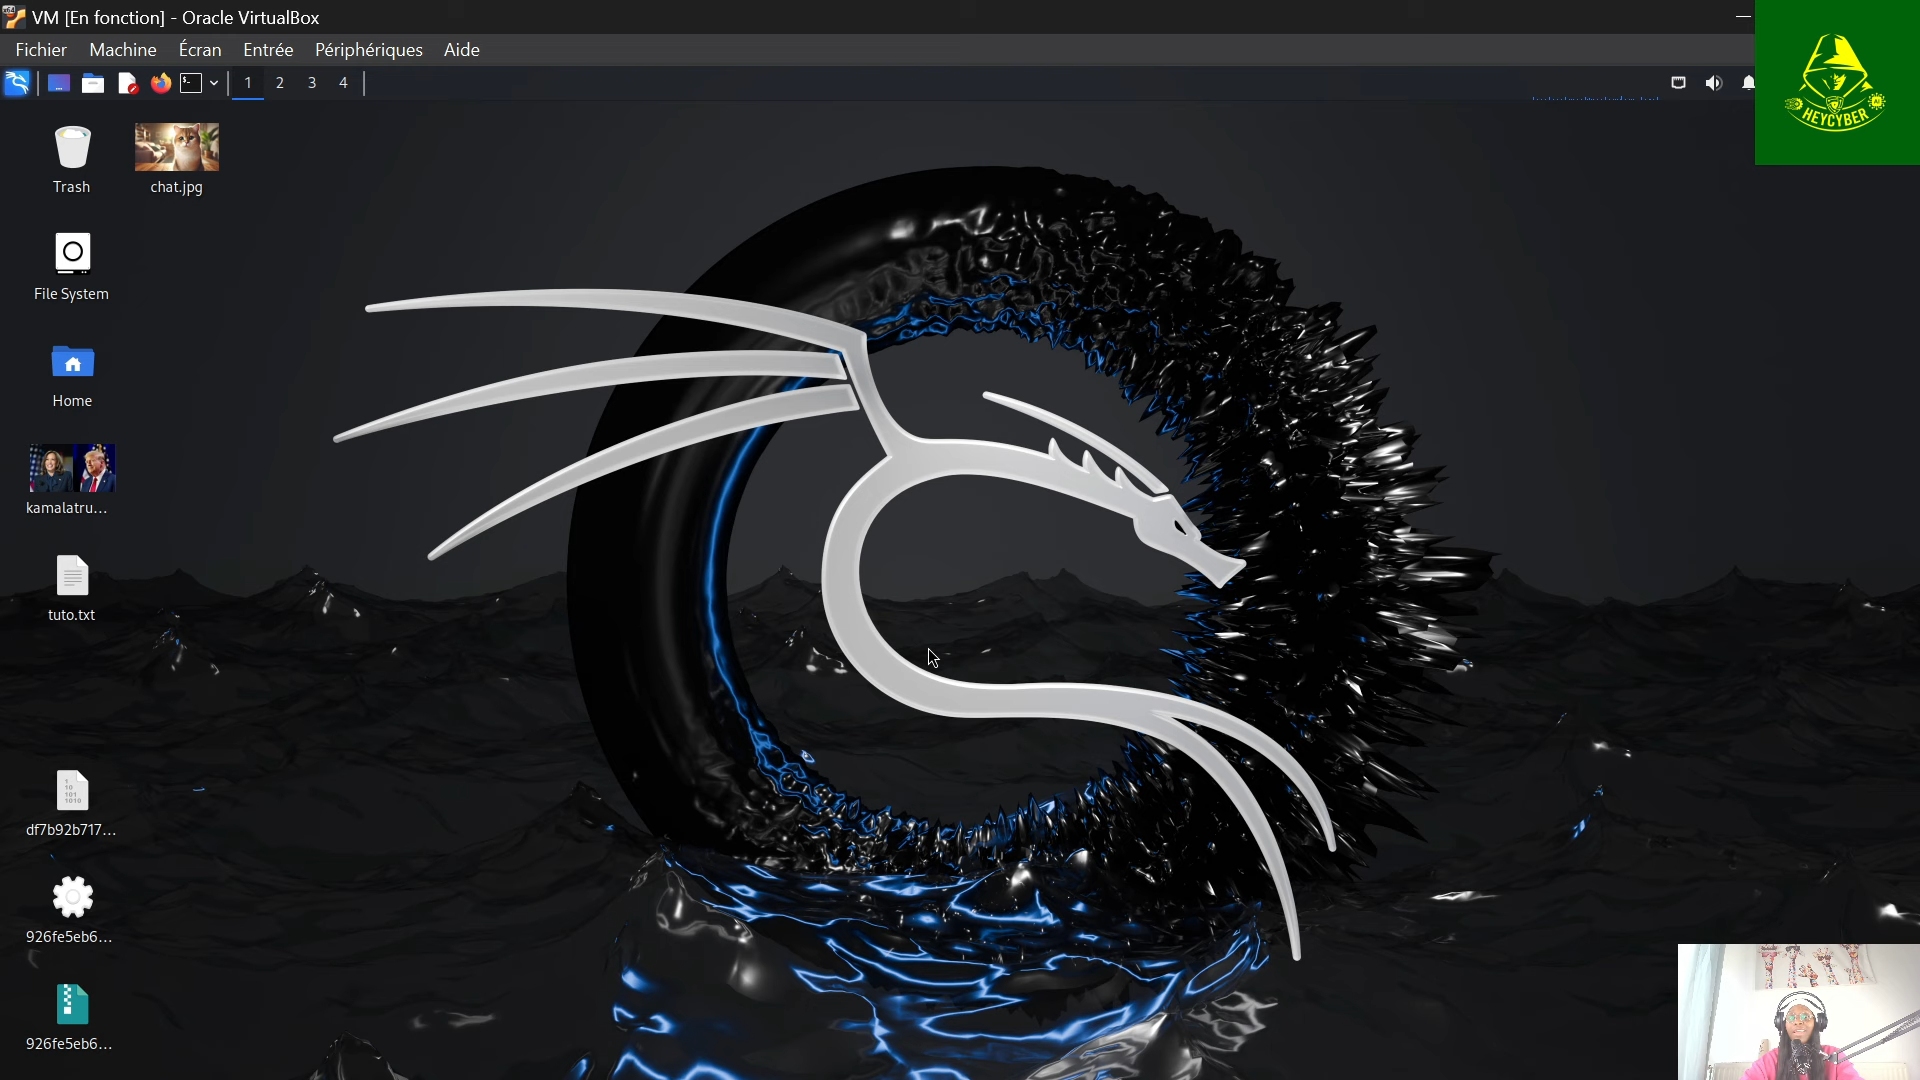 VM [En fonction] - Oracle VirtualBox
Fichier Machine Écran Entrée Périphériques Aide
1 2 3 4
HEYCYBER
Trash
chat.jpg
File System
Home
kamalatru...
tuto.txt
df7b92b717...
926fe5eb6...
926fe5eb6...